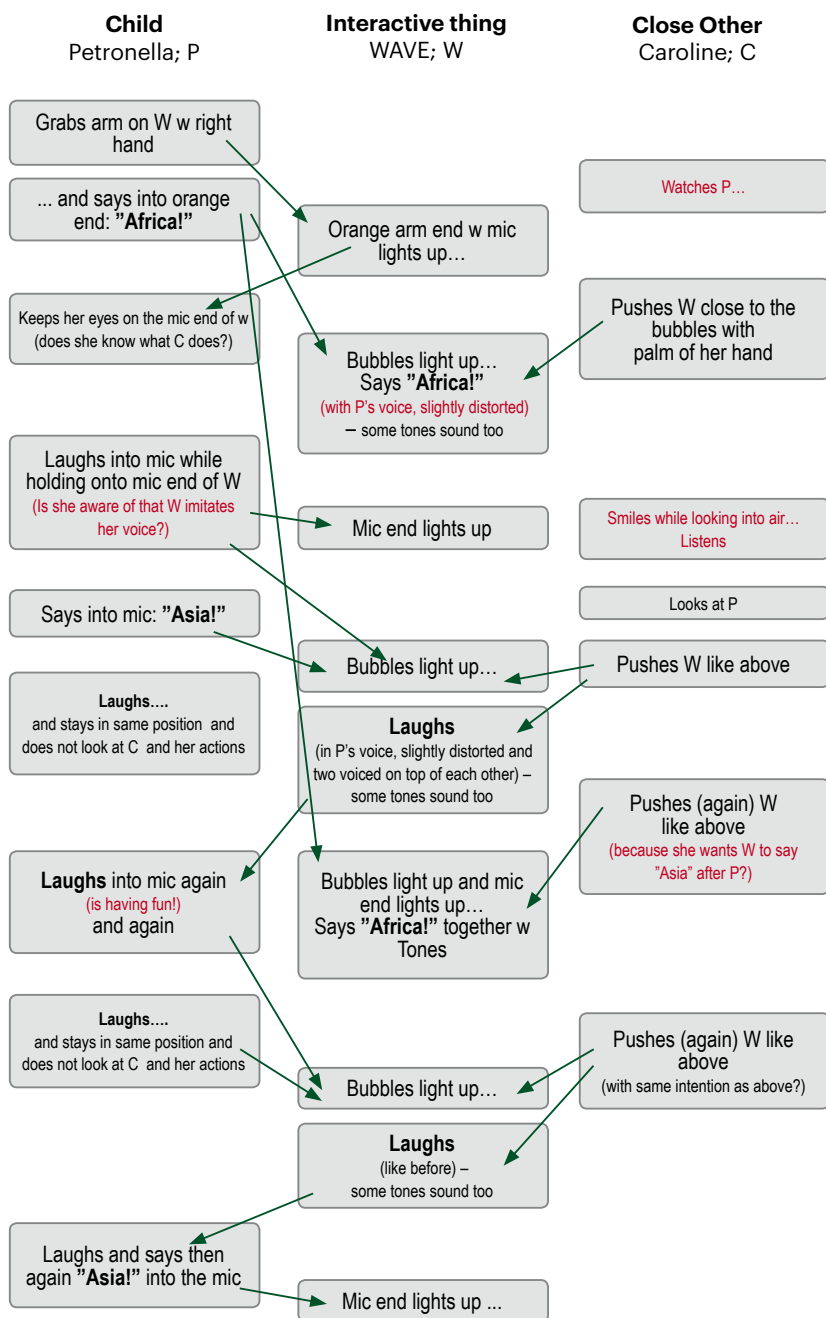 Child
Petronella; P
Interactive thing
WAVE; W
Close Other
Caroline; C
Grabs arm on W w right
hand
... and says into orange
end: ”Africa!”
Watches P…
Orange arm end w mic
lights up…
Keeps her eyes on the mic end of w
(does she know what C does?)
Pushes W close to the
bubbles with
palm of her hand
Bubbles light up…
Says ”Africa!”
(with P’s voice, slightly distorted)
– some tones sound too
Laughs into mic while
holding onto mic end of W
(Is she aware of that W imitates
her voice?)
Mic end lights up
Smiles while looking into air…
Listens
Says into mic: ”Asia!”
Looks at P
Bubbles light up…
Pushes W like above
Laughs….
and stays in same position and
does not look at C and her actions
Laughs
(in P’s voice, slightly distorted and
two voiced on top of each other) –
some tones sound too
Pushes (again) W
like above
(because she wants W to say
”Asia” after P?)
Laughs into mic again
(is having fun!)
and again
Bubbles light up and mic
end lights up…
Says ”Africa!” together w
Tones
Laughs….
and stays in same position and
does not look at C and her actions
Pushes (again) W like
above
(with same intention as above?)
Bubbles light up…
Laughs
(like before) –
some tones sound too
Laughs and says then
again ”Asia!” into the mic
Mic end lights up ...